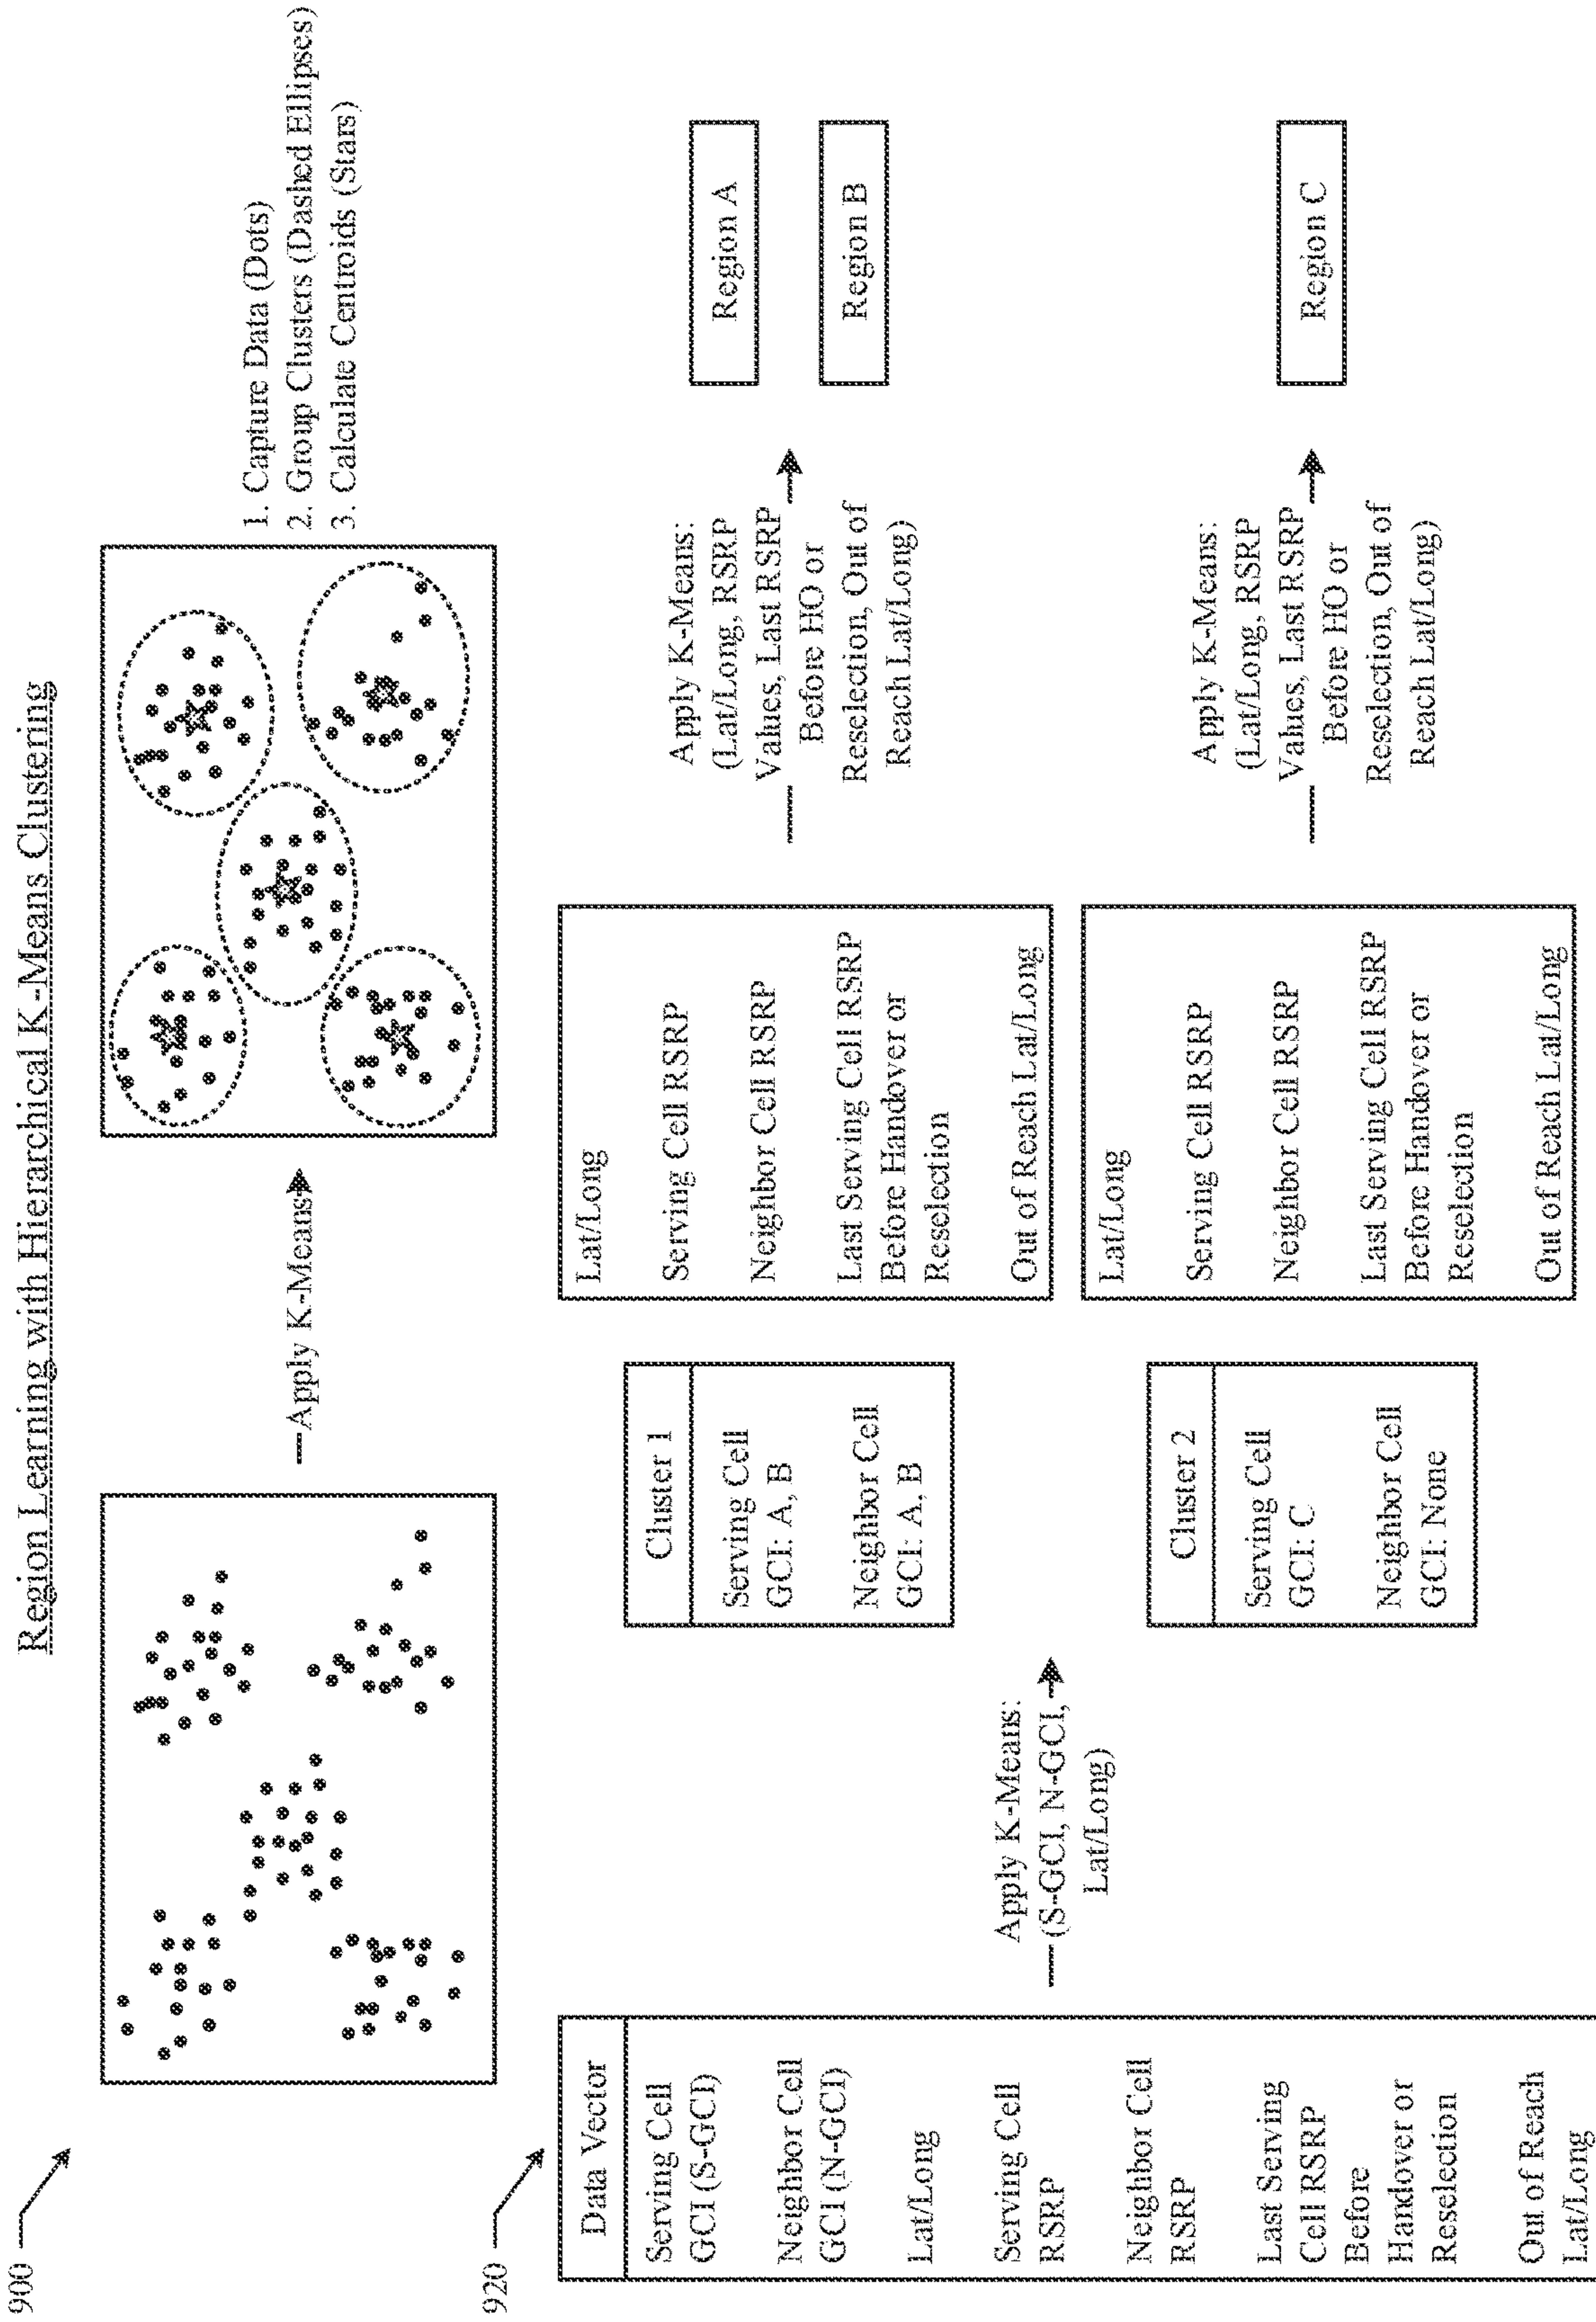 Region Learning with Hierarchical K-Means Clustering
900
Apply K-Means
1. Capture Data (Dots)
2. Group Clusters (Dashed Ellipses)
3. Calculate Centroids (Stars)
920
Data Vector
Serving Cell
GCI (S-GCI)
Neighbor Cell
GCI (N-GCI)
Lat/Long
Serving Cell
RSRP
Neighbor Cell
RSRP
Last Serving
Cell RSRP
Before
Handover or
Reselection
Out of Reach
Lat/Long
Apply K-Means:
(S-GCI, N-GCI,
Lat/Long)
Cluster 1
Serving Cell
GCI: A, B
Neighbor Cell
GCI: A, B
Lat/Long
Serving Cell RSRP
Neighbor Cell RSRP
Last Serving Cell RSRP
Before Handover or
Reselection
Out of Reach Lat/Long
Apply K-Means:
(Lat/Long, RSRP
Values, Last RSRP
Before HO or
Reselection, Out of
Reach Lat/Long)
Region A
Region B
Cluster 2
Serving Cell
GCI: C
Neighbor Cell
GCI: None
Lat/Long
Serving Cell RSRP
Neighbor Cell RSRP
Last Serving Cell RSRP
Before Handover or
Reselection
Out of Reach Lat/Long
Apply K-Means:
(Lat/Long, RSRP
Values, Last RSRP
Before HO or
Reselection, Out of
Reach Lat/Long)
Region C